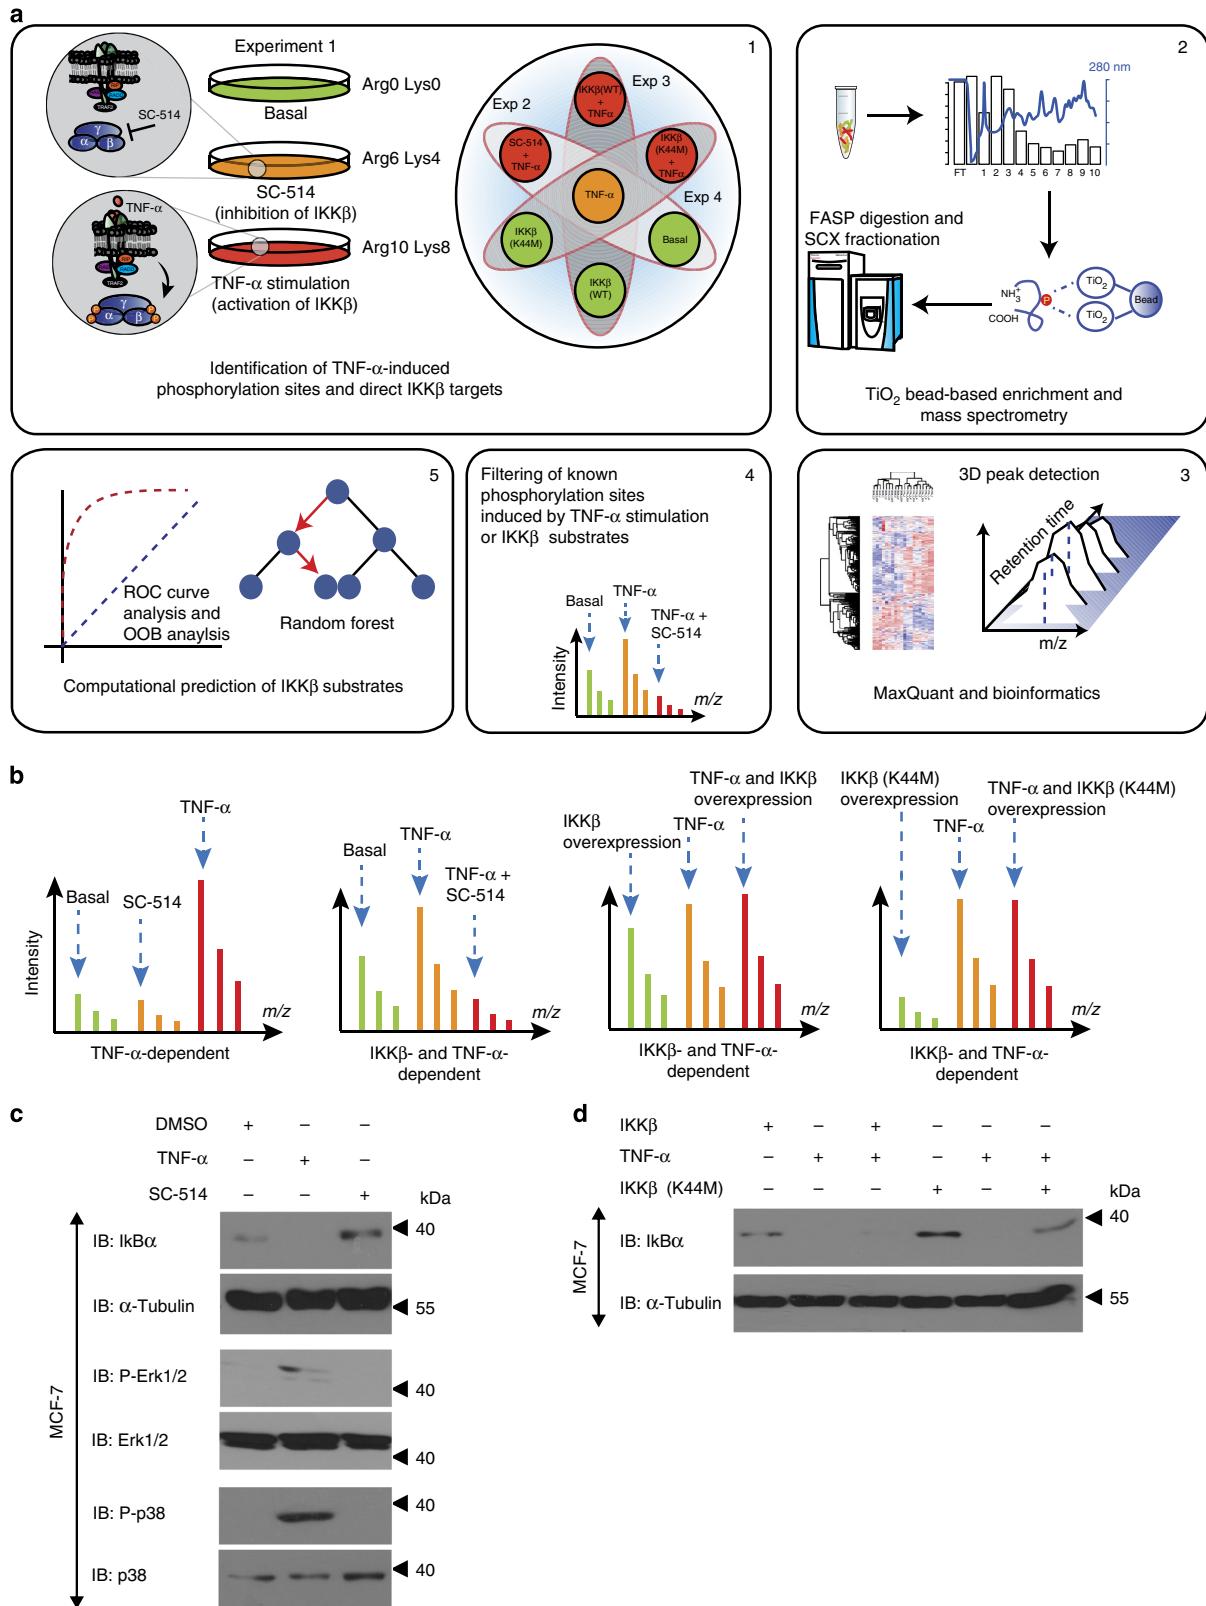 a
1
Experiment 1
Arg0 Lys0
Basal
SC-514
γ
α
β
TRAF2
Arg6 Lys4
SC-514
(inhibition of IKKβ)
TNF-α
TRAF2
γ
α
β
P
P
P
P
Arg10 Lys8
TNF-α stimulation
(activation of IKKβ)
Exp 2
Exp 3
Exp 4
IKKβ(WT)
+
TNFα
SC-514
+
TNF-α
IKKβ
(K44M)
+
TNFα
TNF-α
IKKβ
(K44M)
Basal
IKKβ
(WT)
Identification of TNF-α-induced
phosphorylation sites and direct IKKβ targets
2
280 nm
FT 1 2 3 4 5 6 7 8 9 10
FASP digestion and
SCX fractionation
NH3+
COOH
P
TiO2
TiO2
Bead
TiO2 bead-based enrichment and
mass spectrometry
5
ROC curve
analysis and
OOB anaylsis
Random forest
Computational prediction of IKKβ substrates
4
Filtering of known
phosphorylation sites
induced by TNF-α stimulation
or IKKβ substrates
Basal
TNF-α
TNF-α +
SC-514
Intensity
m/z
3
3D peak detection
Retention time
m/z
MaxQuant and bioinformatics
b
Intensity
Basal
SC-514
TNF-α
m/z
TNF-α-dependent
Basal
TNF-α
TNF-α +
SC-514
m/z
IKKβ- and TNF-α-
dependent
IKKβ
overexpression
TNF-α
TNF-α and IKKβ
overexpression
m/z
IKKβ- and TNF-α-
dependent
IKKβ (K44M)
overexpression
TNF-α
TNF-α and IKKβ (K44M)
overexpression
m/z
IKKβ- and TNF-α-
dependent
c
DMSO + – –
TNF-α – + –
SC-514 – – +
kDa
MCF-7
IB: IkBα 40
IB: α-Tubulin 55
IB: P-Erk1/2 40
IB: Erk1/2 40
IB: P-p38 40
IB: p38 40
d
IKKβ + – + – – –
TNF-α – + + – + +
IKKβ (K44M) – – – + – +
kDa
MCF-7
IB: IkBα 40
IB: α-Tubulin 55